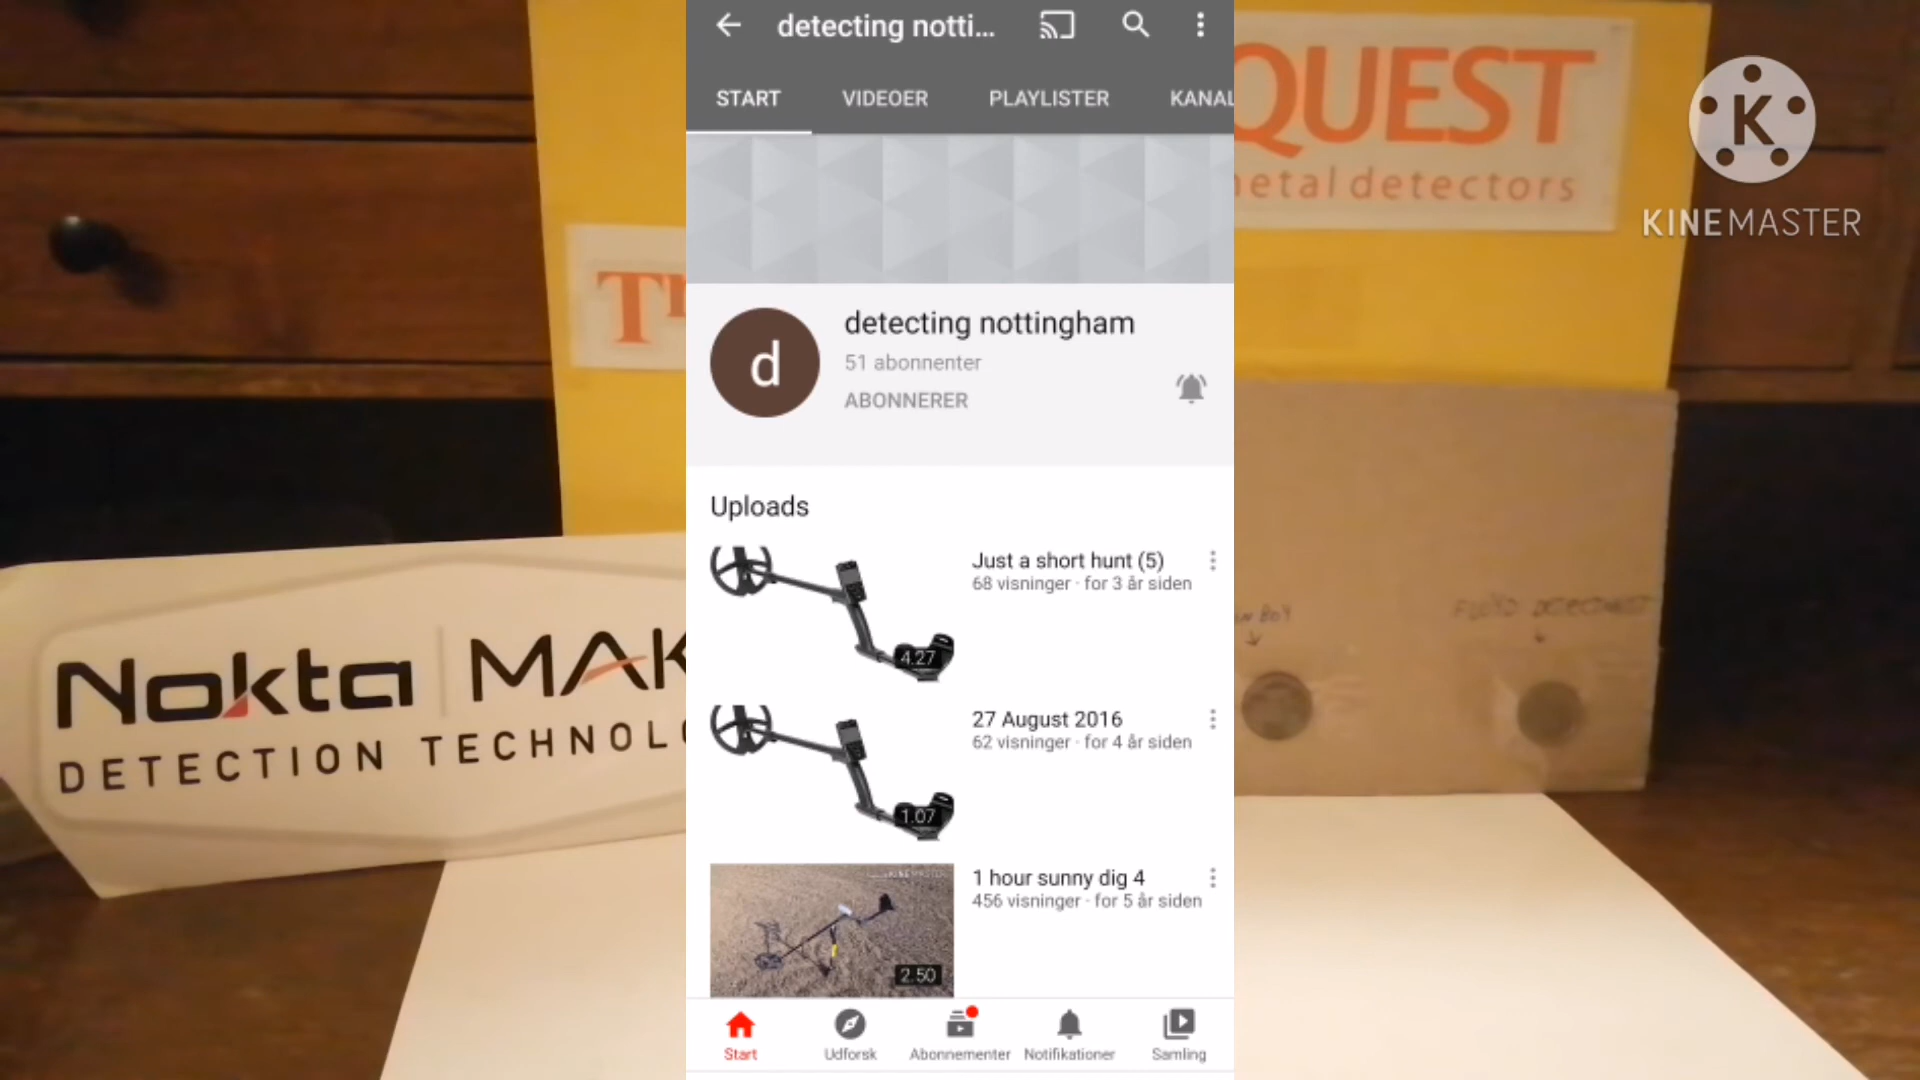 detecting notti...
START
VIDEOER
PLAYLISTER
KANAL
d
detecting nottingham
51 abonnenter
ABONNERER
Uploads
Just a short hunt (5)
68 visninger · for 3 år siden
4.27
27 August 2016
62 visninger · for 4 år siden
1.07
1 hour sunny dig 4
456 visninger · for 5 år siden
KINEMASTER
2.50
Start
Udforsk
Abonnementer
Notifikationer
Samling
Nokta MAK
DETECTION TECHNOLO
QUEST
metal detectors
K
KINEMASTER